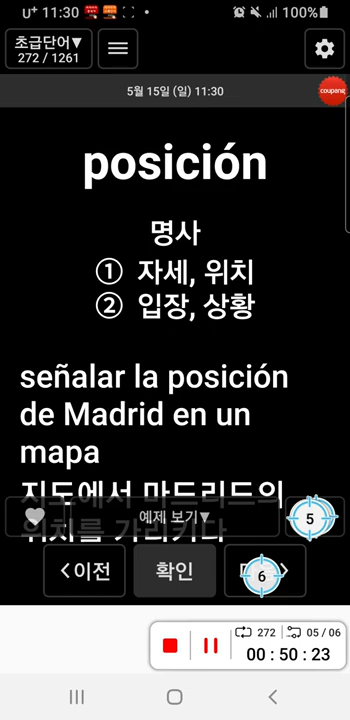 U+ 11:30 100%
초급단어▼
272 / 1261
5월 15일 (일) 11:30
coupang
posición
명사
① 자세, 위치
② 입장, 상황
señalar la posición
de Madrid en un
mapa
지도에서 마드리드의
위치를 가리키다
예제 보기▼
5
<이전
확인
6
>
272
05 / 06
00 : 50 : 23